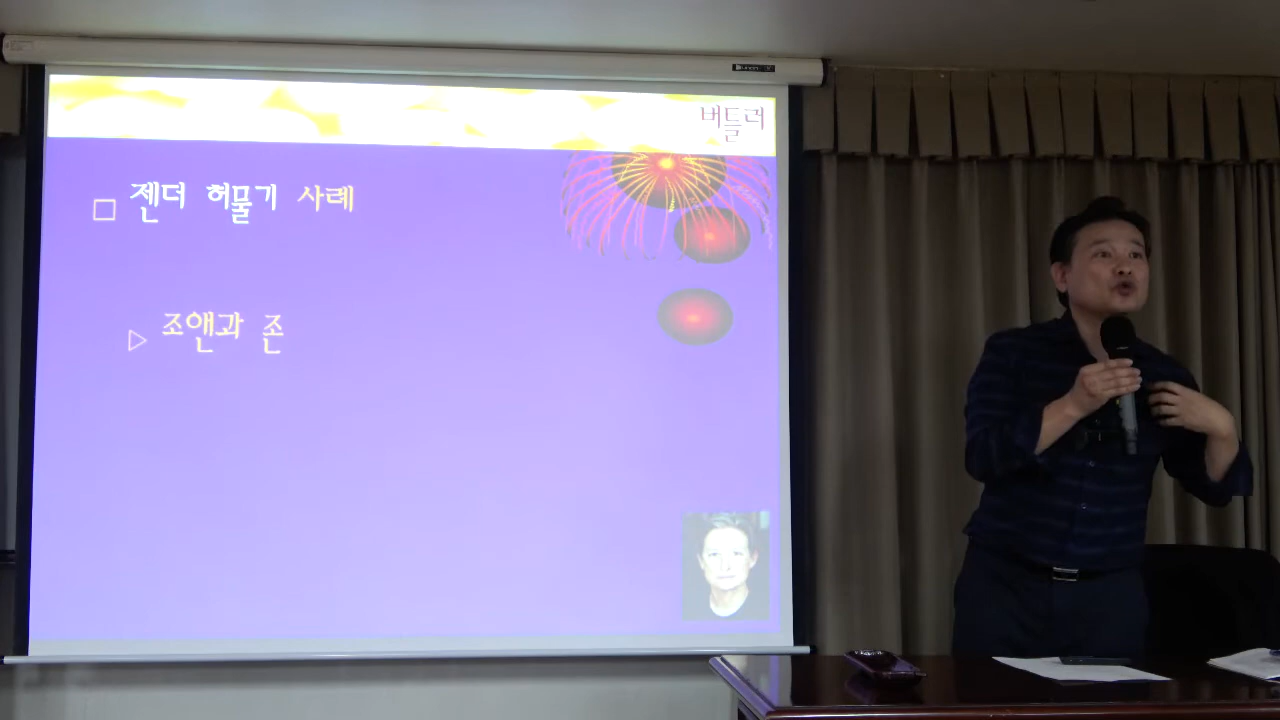 버틀러
젠더 허물기 사례
조앤과 존